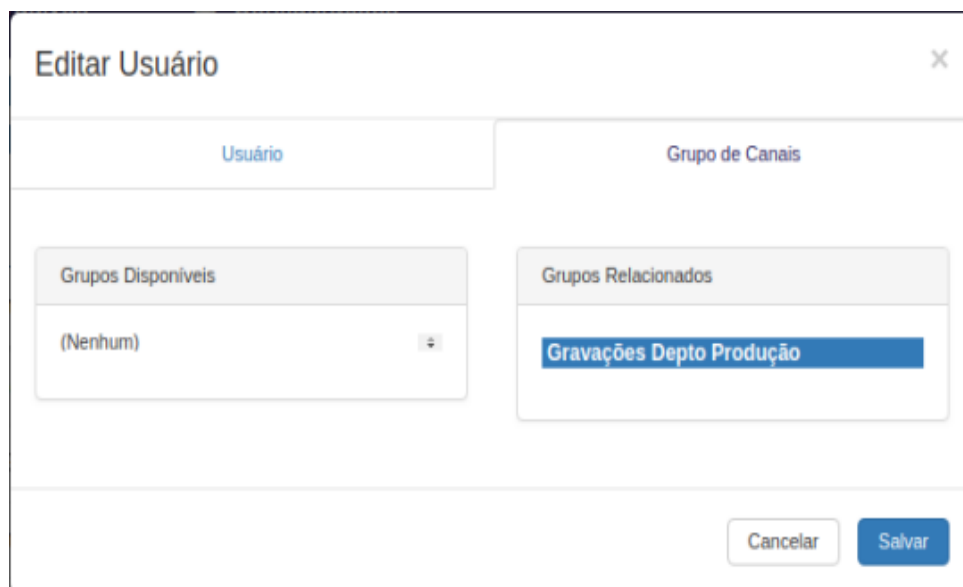 Editar Usuário
×
Usuário
Grupo de Canais
Grupos Disponíveis
(Nenhum)
Grupos Relacionados
Gravações Depto Produção
Cancelar
Salvar